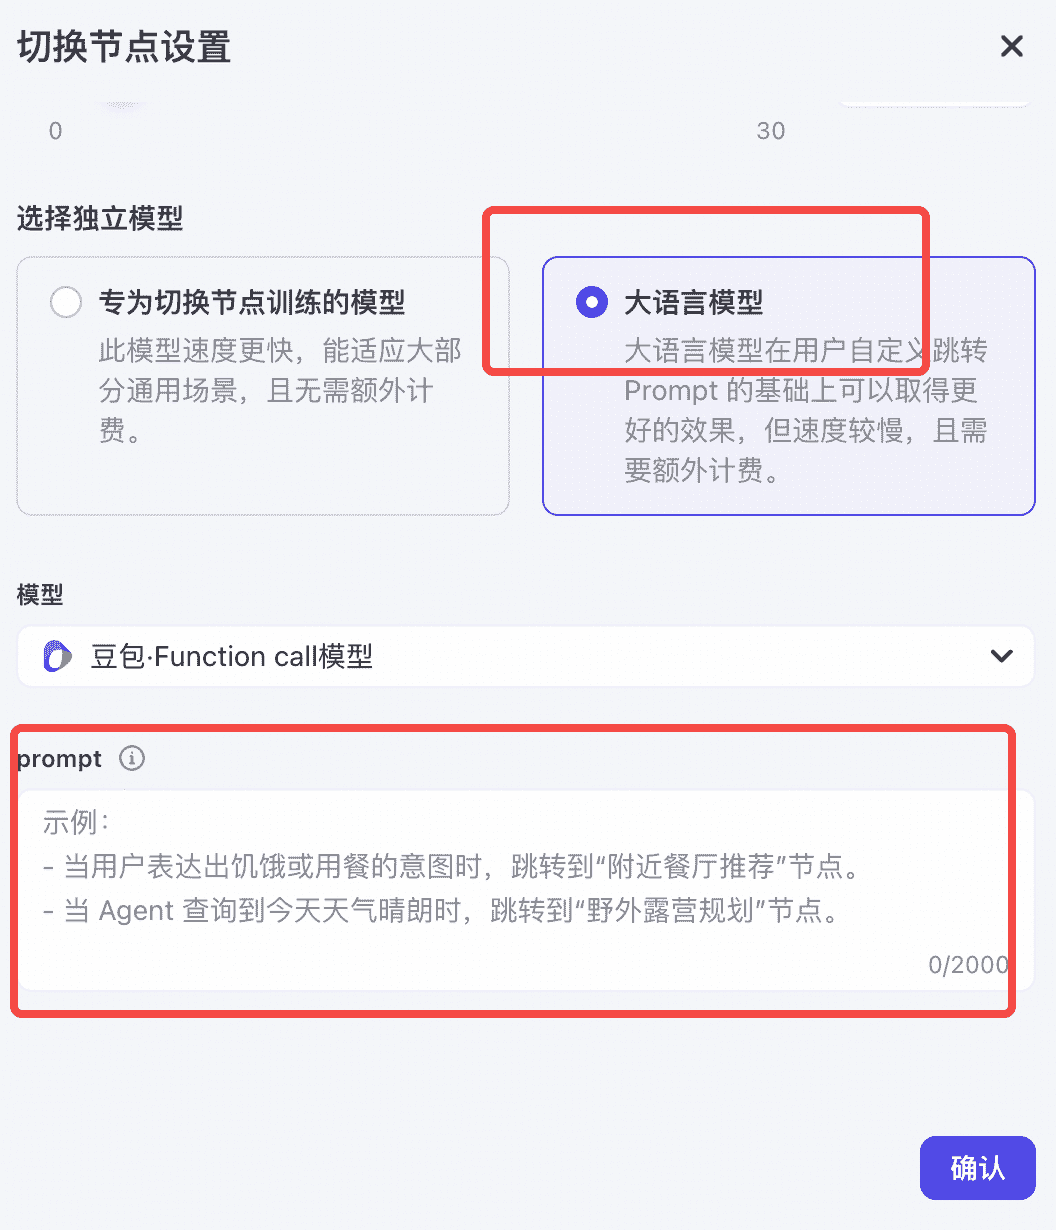 切换节点设置
0
30
选择独立模型
专为切换节点训练的模型
此模型速度更快，能适应大部
分通用场景，且无需额外计
费。
大语言模型
大语言模型在用户自定义跳转
Prompt 的基础上可以取得更
好的效果，但速度较慢，且需
要额外计费。
模型
豆包·Function call模型
prompt
示例：
- 当用户表达出饥饿或用餐的意图时，跳转到“附近餐厅推荐”节点。
- 当 Agent 查询到今天天气晴朗时，跳转到“野外露营规划”节点。
0/2000
确认